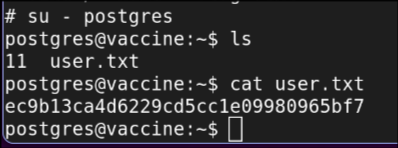 # su - postgres
postgres@vaccine:~$ ls
11  user.txt
postgres@vaccine:~$ cat user.txt
ec9b13ca4d6229cd5cc1e09980965bf7
postgres@vaccine:~$